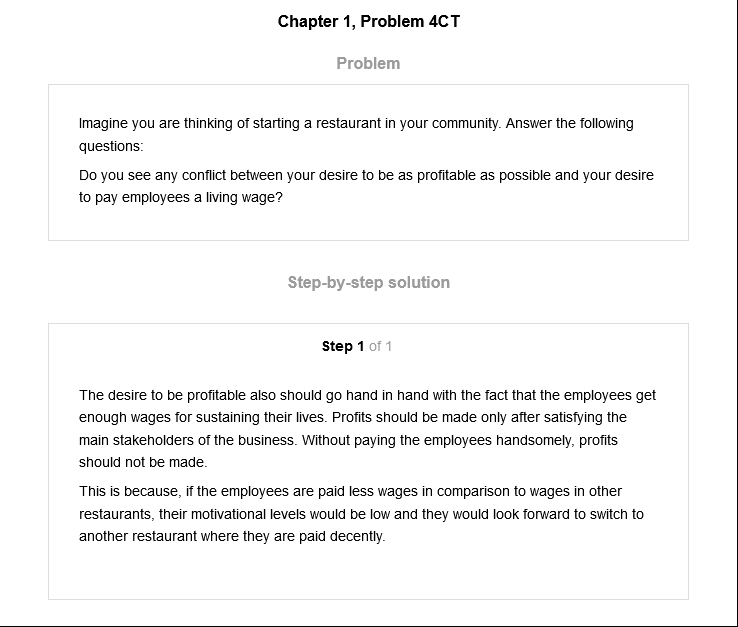 Chapter 1, Problem 4CT
Problem
Imagine you are thinking of starting a restaurant in your community. Answer the following
questions:
Do you see any conflict between your desire to be as profitable as possible and your desire
to pay employees a living wage?
Step-by-step solution
Step 1 of 1
The desire to be profitable also should go hand in hand with the fact that the employees get
enough wages for sustaining their lives. Profits should be made only after satisfying the
main stakeholders of the business. Without paying the employees handsomely, profits
should not be made.
This is because, if the employees are paid less wages in comparison to wages in other
restaurants, their motivational levels would be low and they would look forward to switch to
another restaurant where they are paid decently.